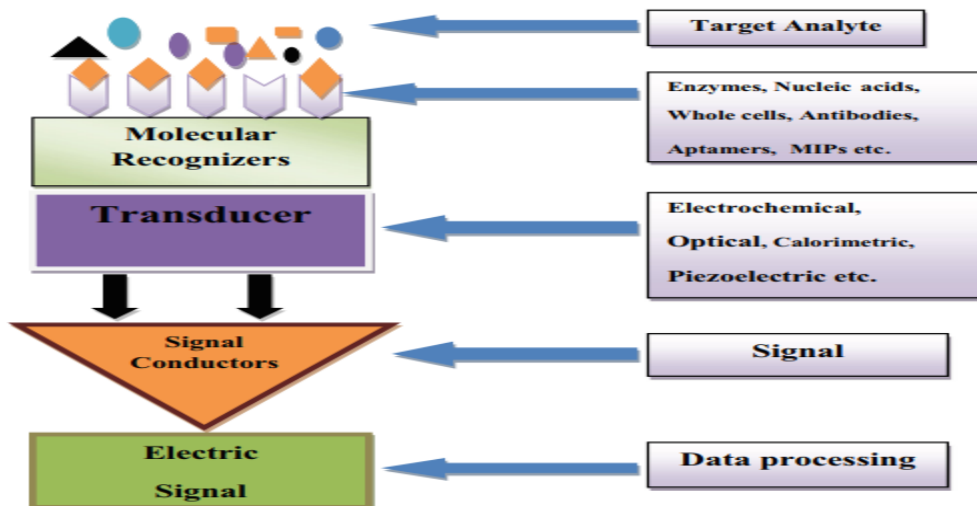 Target Analyte
Enzymes, Nucleic acids,
Whole cells, Antibodies,
Aptamers, MIPs etc.
Molecular
Recognizers
Transducer
Electrochemical,
Optical, Calorimetric,
Piezoelectric etc.
Signal
Conductors
Signal
Electric
Signal
Data processing